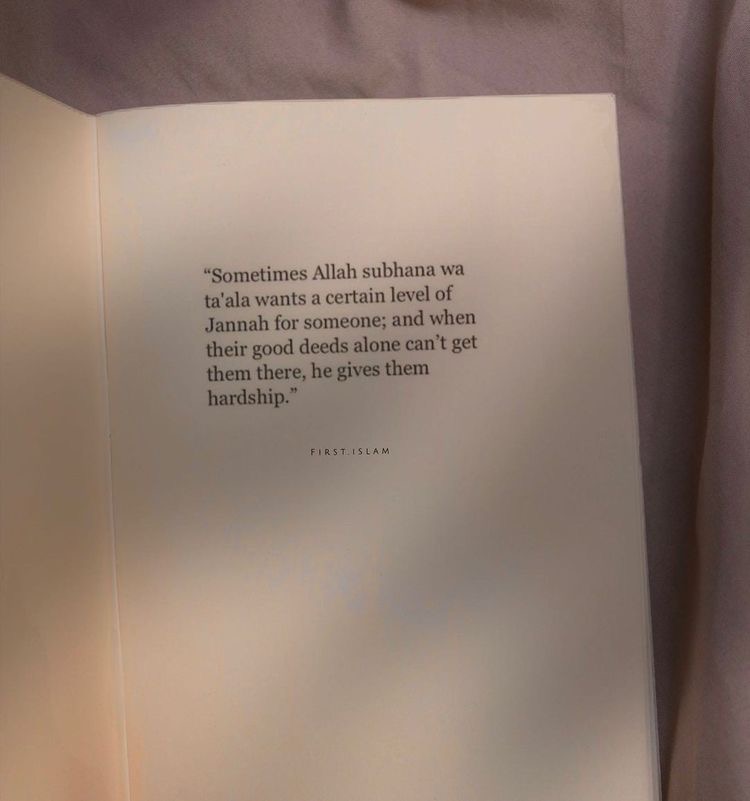 “Sometimes Allah subhana wa
ta'ala wants a certain level of
Jannah for someone; and when
their good deeds alone can’t get
them there, he gives them
hardship.”
FIRST.ISLAM